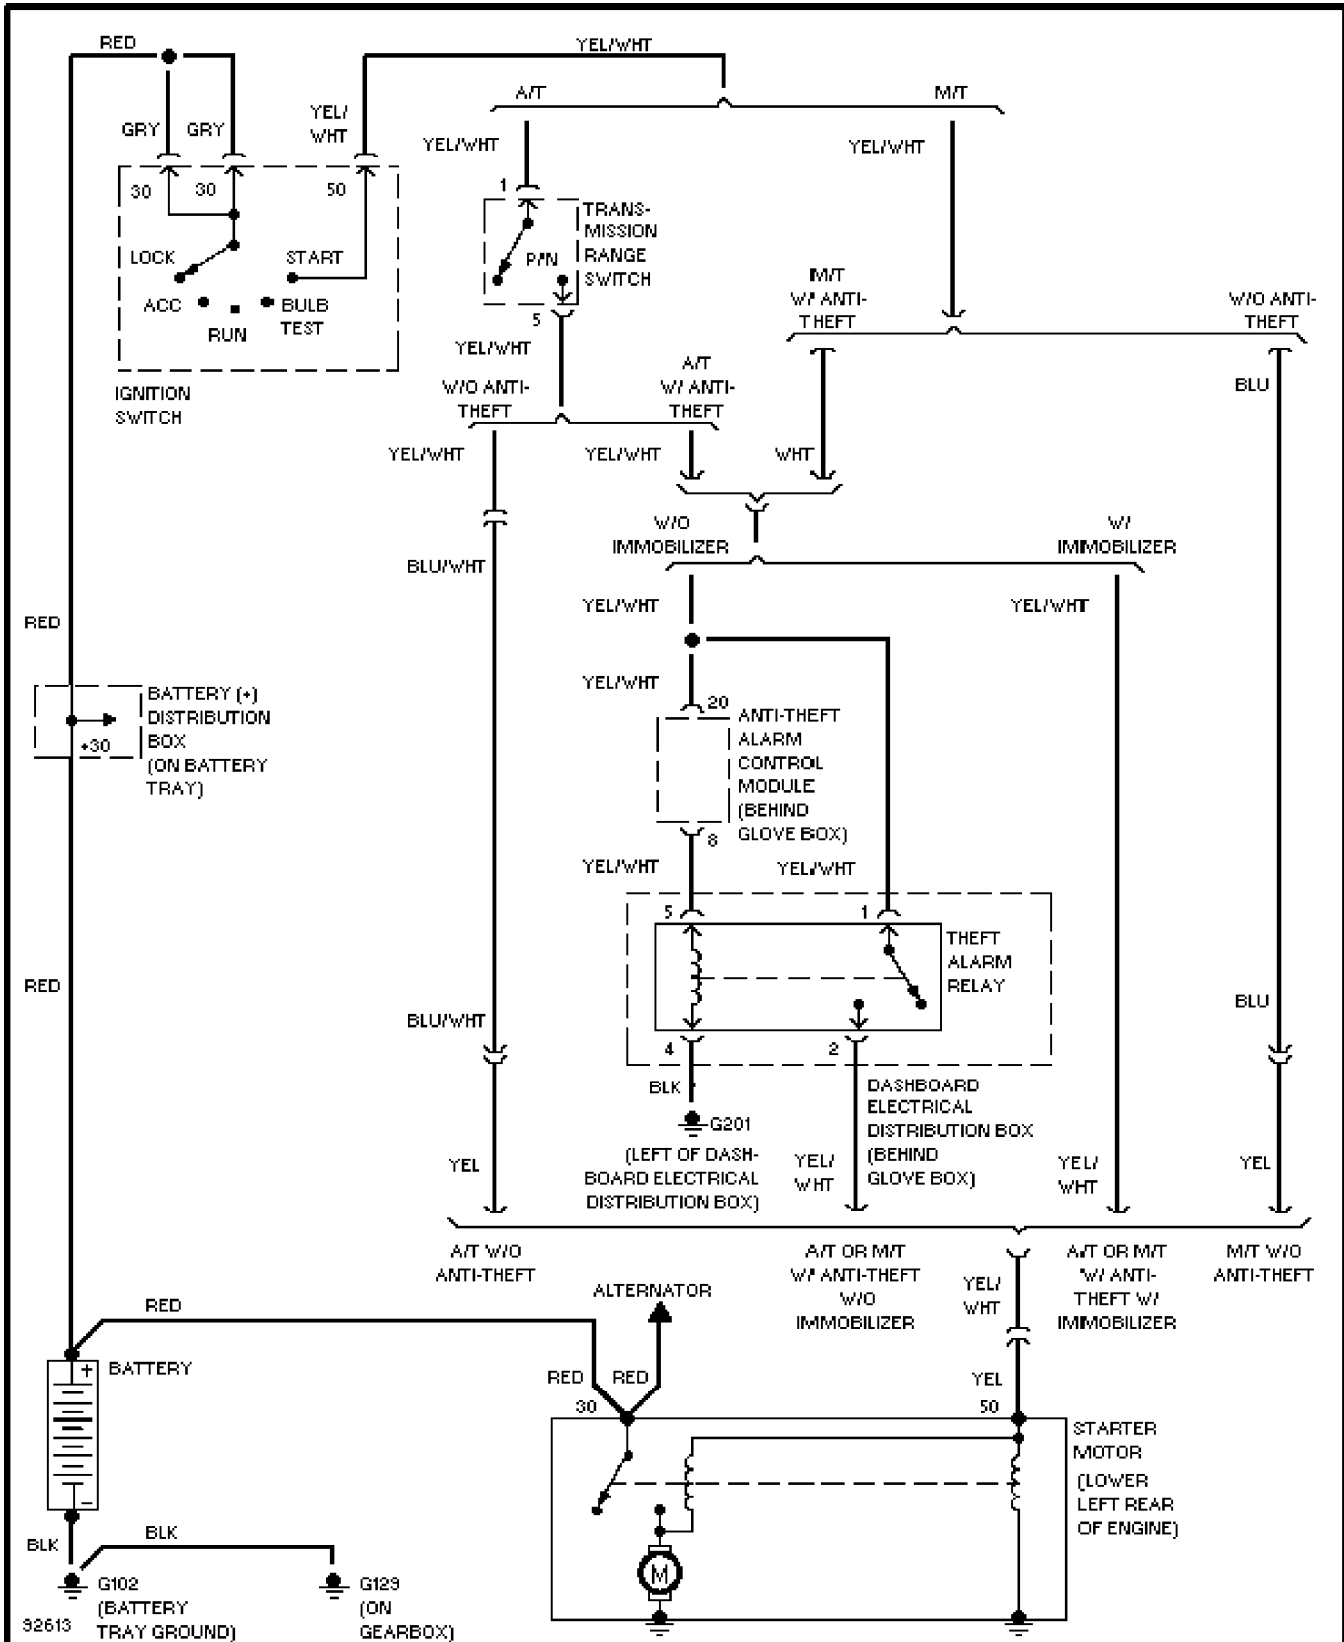 RED
YEL/WHT
A/T
M/T
GRY
GRY
YEL/
WHT
YEL/WHT
YEL/WHT
30
30
50
1
TRANS-
MISSION
RANGE
SWITCH
LOCK
START
P/N
ACC
BULB
TEST
RUN
5
IGNITION
SWITCH
M/T
W/ ANTI-
THEFT
W/O ANTI-
THEFT
YEL/WHT
W/O ANTI-
THEFT
A/T
W/ ANTI-
THEFT
BLU
YEL/WHT
YEL/WHT
WHT
W/O
IMMOBILIZER
W/
IMMOBILIZER
BLU/WHT
YEL/WHT
YEL/WHT
RED
YEL/WHT
20
BATTERY (+)
DISTRIBUTION
BOX
(ON BATTERY
TRAY)
+30
ANTI-THEFT
ALARM
CONTROL
MODULE
(BEHIND
GLOVE BOX)
8
YEL/WHT
YEL/WHT
5
1
THEFT
ALARM
RELAY
RED
BLU/WHT
BLU
4
2
BLK
DASHBOARD
ELECTRICAL
DISTRIBUTION BOX
(BEHIND
GLOVE BOX)
G201
(LEFT OF DASH-
BOARD ELECTRICAL
DISTRIBUTION BOX)
YEL
YEL/
WHT
YEL/
WHT
YEL
A/T W/O
ANTI-THEFT
A/T OR M/T
W/ ANTI-THEFT
W/O
IMMOBILIZER
YEL/
WHT
A/T OR M/T
W/ ANTI-
THEFT W/
IMMOBILIZER
M/T W/O
ANTI-THEFT
RED
ALTERNATOR
+
BATTERY
RED
RED
YEL
30
50
STARTER
MOTOR
(LOWER
LEFT REAR
OF ENGINE)
-
BLK
BLK
M
G102
(BATTERY
TRAY GROUND)
G129
(ON
GEARBOX)
92613